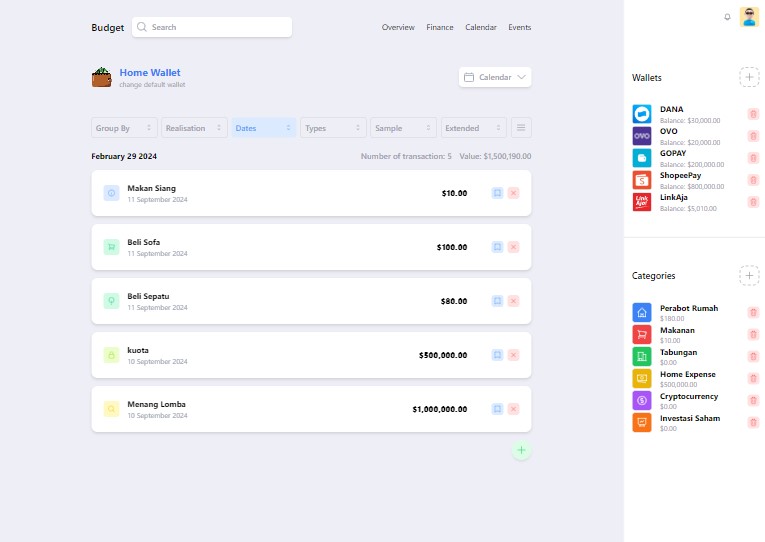 Budget
Search
Overview
Finance
Calendar
Events
Home Wallet
change default wallet
Calendar
Group By
Realisation
Dates
Types
Sample
Extended
February 29 2024
Number of transaction: 5
Value: $1,500,190.00
Makan Siang
11 September 2024
$10.00
Beli Sofa
11 September 2024
$100.00
Beli Sepatu
11 September 2024
$80.00
kuota
10 September 2024
$500,000.00
Menang Lomba
10 September 2024
$1,000,000.00
Wallets
DANA
Balance: $30,000.00
OVO
OVO
Balance: $20,000.00
GOPAY
Balance: $200,000.00
ShopeePay
Balance: $800,000.00
Link
Aja!
LinkAja
Balance: $5,010.00
Categories
Perabot Rumah
$180.00
Makanan
$10.00
Tabungan
$0.00
Home Expense
$500,000.00
Cryptocurrency
$0.00
Investasi Saham
$0.00